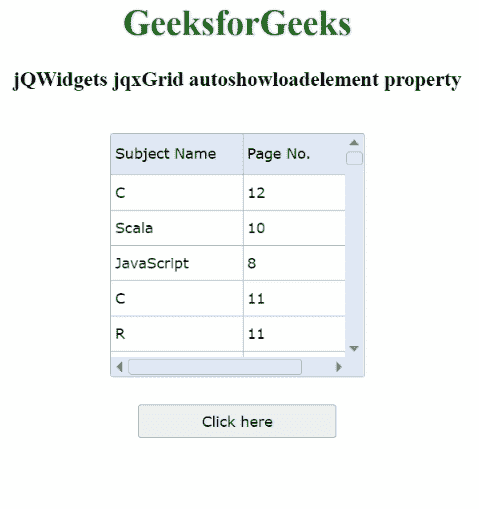 GeeksforGeeks
jQWidgets jqxGrid autoshowloadelement property
Subject Name Page No.
C 12
Scala 10
JavaScript 8
C 11
R 11
Click here